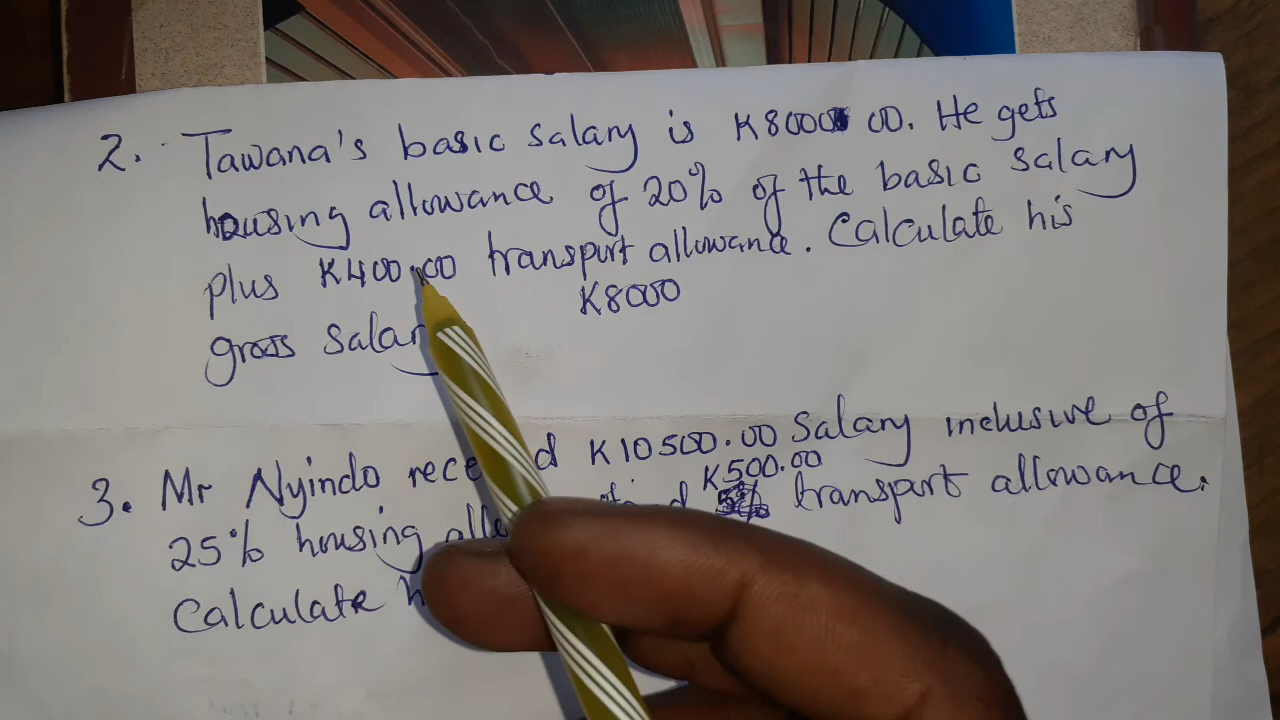 2. Tawana's basic salary is K8000 00. He gets
housing allowance of 20% of the basic salary
plus K400.00 transport allowance. Calculate his
K8000
gross
3. Mr Nyindo K10500.00 Salary inclusive of
K500.00
25% housing transport allowance.
Calculate